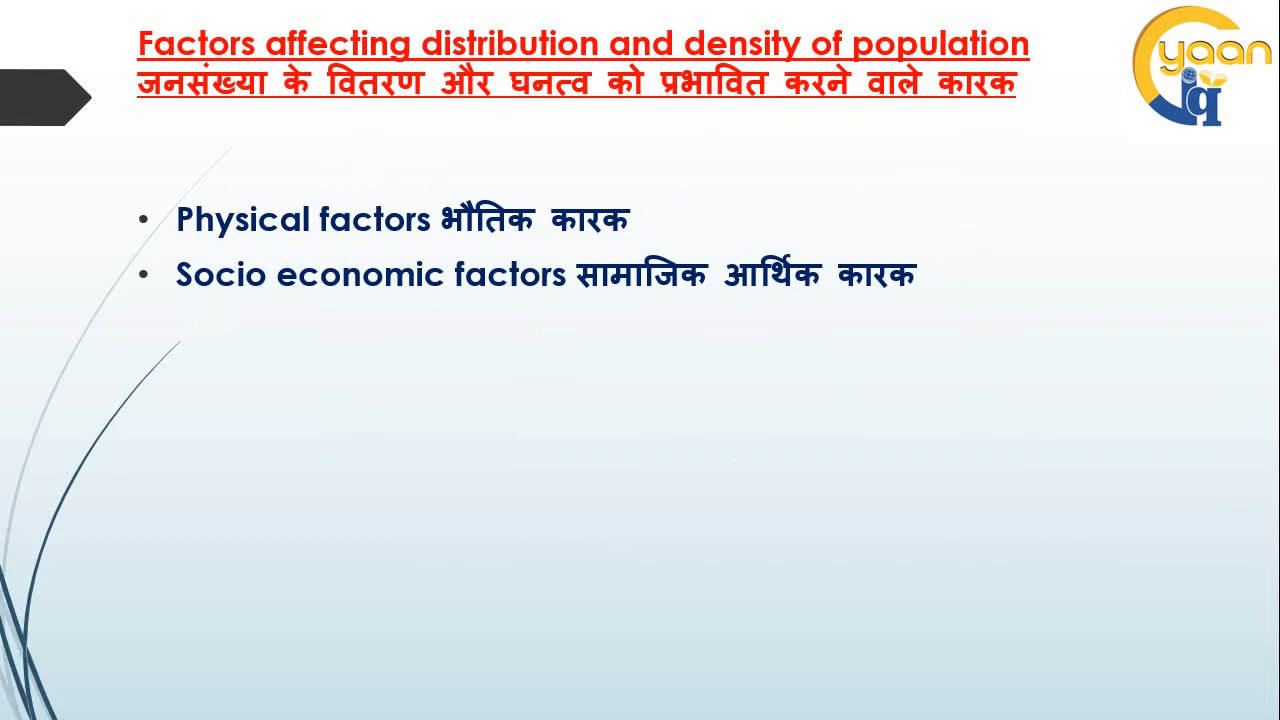 Factors affecting distribution and density of population
जनसंख्या के वितरण और घनत्व को प्रभावित करने वाले कारक
yaan
iq
• Physical factors भौतिक कारक
• Socio economic factors सामाजिक आर्थिक कारक